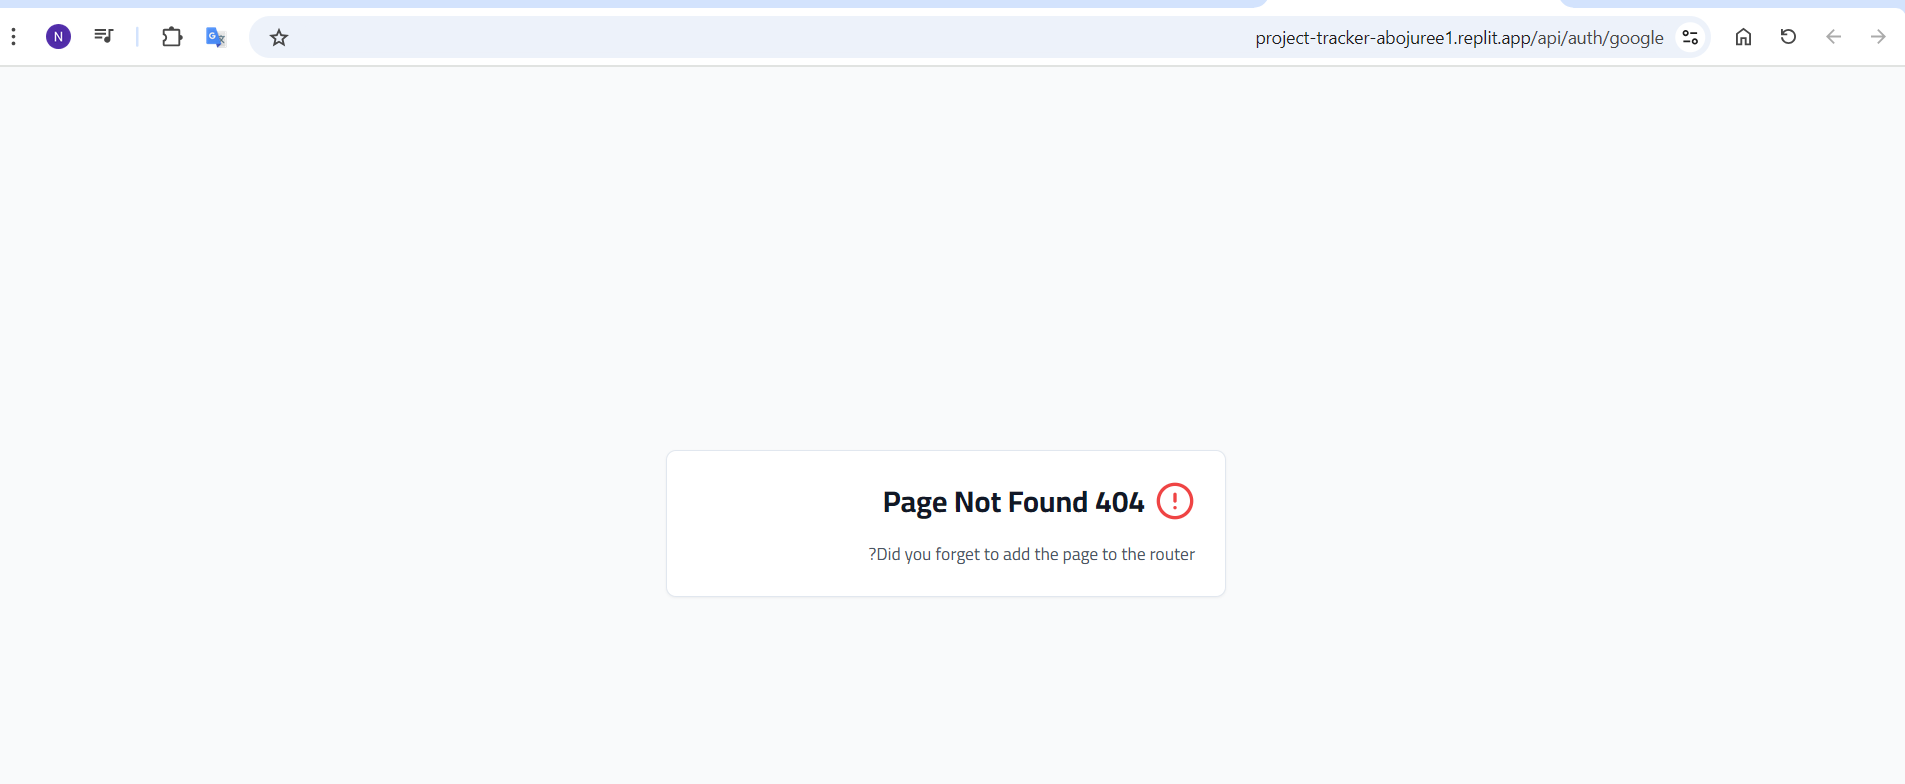 N
project-tracker-abojuree1.replit.app/api/auth/google
Page Not Found 404
?Did you forget to add the page to the router